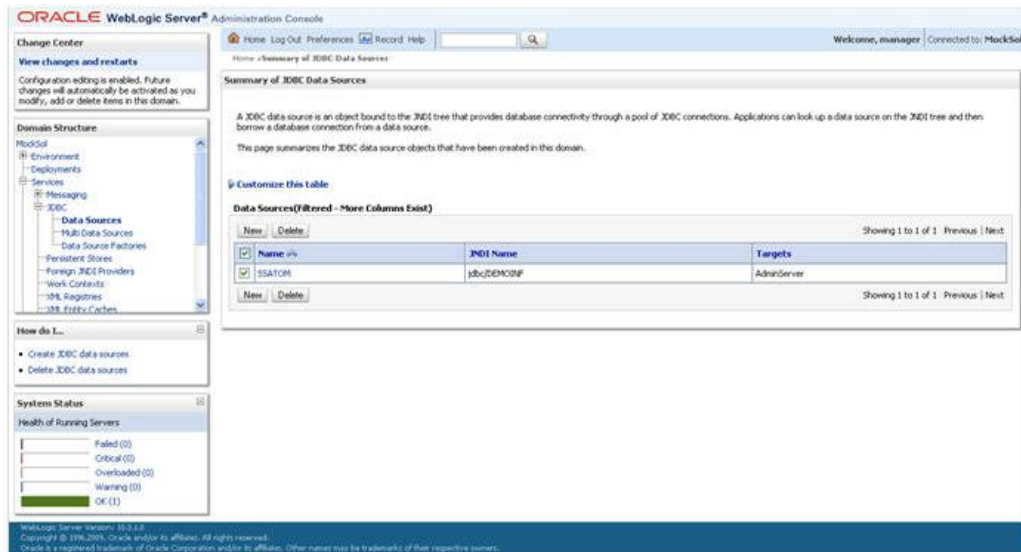 ORACLE WebLogic Server® Administration Console
Change Center
View changes and restarts
Configuration editing is enabled. Future
changes will automatically be activated as you
modify, add or delete items in this domain.
Domain Structure
MockSol
Environment
Deployments
Services
Messaging
JDBC
Data Sources
Multi Data Sources
Data Source Factories
Persistent Stores
Foreign JNDI Providers
Work Contexts
XML Registries
XML Entity Caches
How do I...
Create JDBC data sources
Delete JDBC data sources
System Status
Health of Running Servers
Failed (0)
Critical (0)
Overloaded (0)
Warning (0)
OK (1)
Home Log Out Preferences Record Help
Welcome, manager Connected to: MockSol
Home >Summary of JDBC Data Sources
Summary of JDBC Data Sources
A JDBC data source is an object bound to the JNDI tree that provides database connectivity through a pool of JDBC connections. Applications can look up a data source on the JNDI tree and then
borrow a database connection from a data source.
This page summarizes the JDBC data source objects that have been created in this domain.
Customize this table
Data Sources(Filtered - More Columns Exist)
New Delete Showing 1 to 1 of 1 Previous | Next
Name JNDI Name Targets
SSATOM jdbc/DEMOINF AdminServer
New Delete Showing 1 to 1 of 1 Previous | Next
WebLogic Server Version: 10.3.1.0
Copyright © 1996,2009, Oracle and/or its affiliates. All rights reserved.
Oracle is a registered trademark of Oracle Corporation and/or its affiliates. Other names may be trademarks of their respective owners.